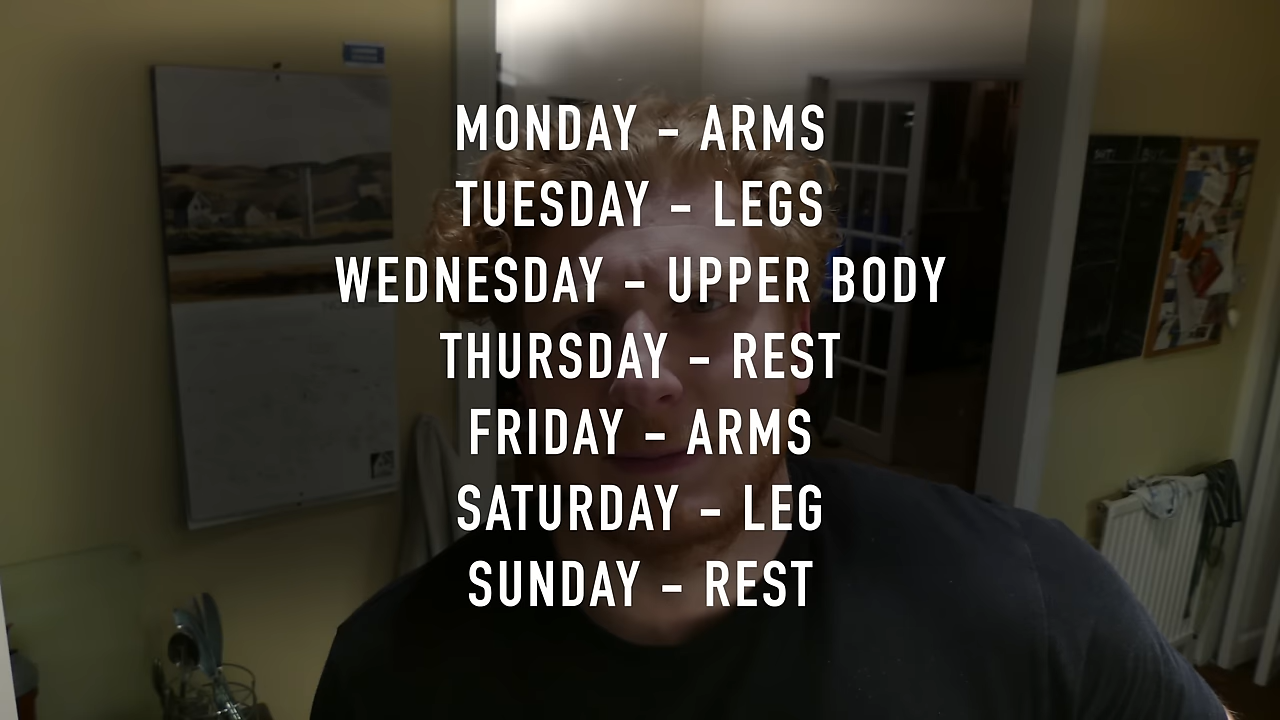 MONDAY - ARMS
TUESDAY - LEGS
WEDNESDAY - UPPER BODY
THURSDAY - REST
FRIDAY - ARMS
SATURDAY - LEG
SUNDAY - REST